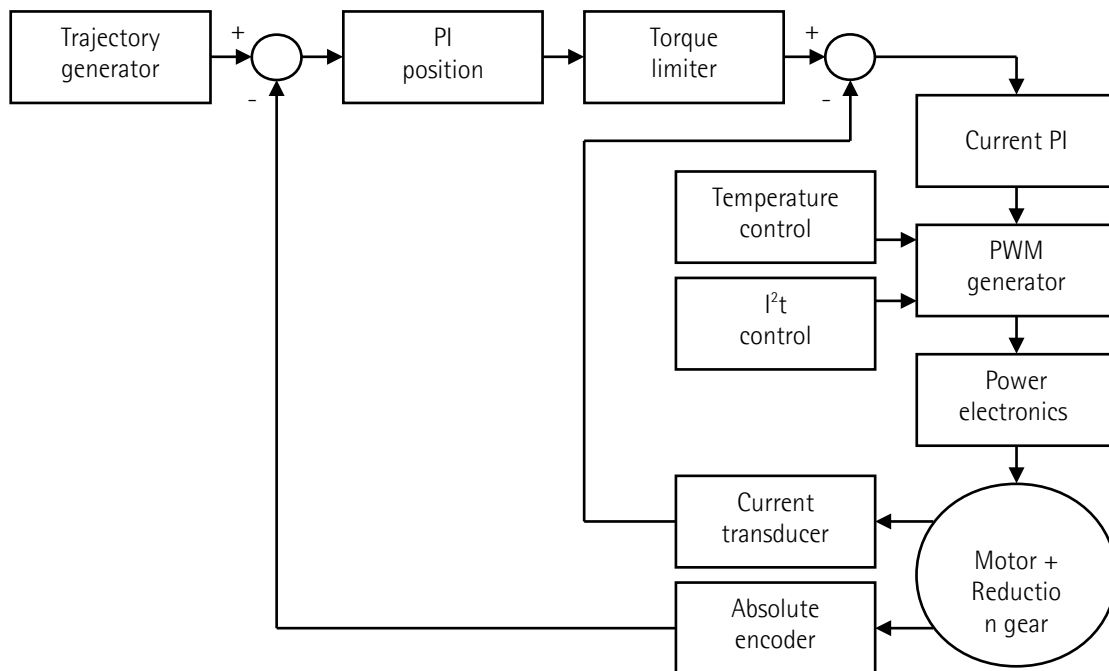 Trajectory
generator
+
-
PI
position
Torque
limiter
+
-
Current PI
Temperature
control
PWM
generator
I²t
control
Power
electronics
Current
transducer
Motor +
Reductio
n gear
Absolute
encoder